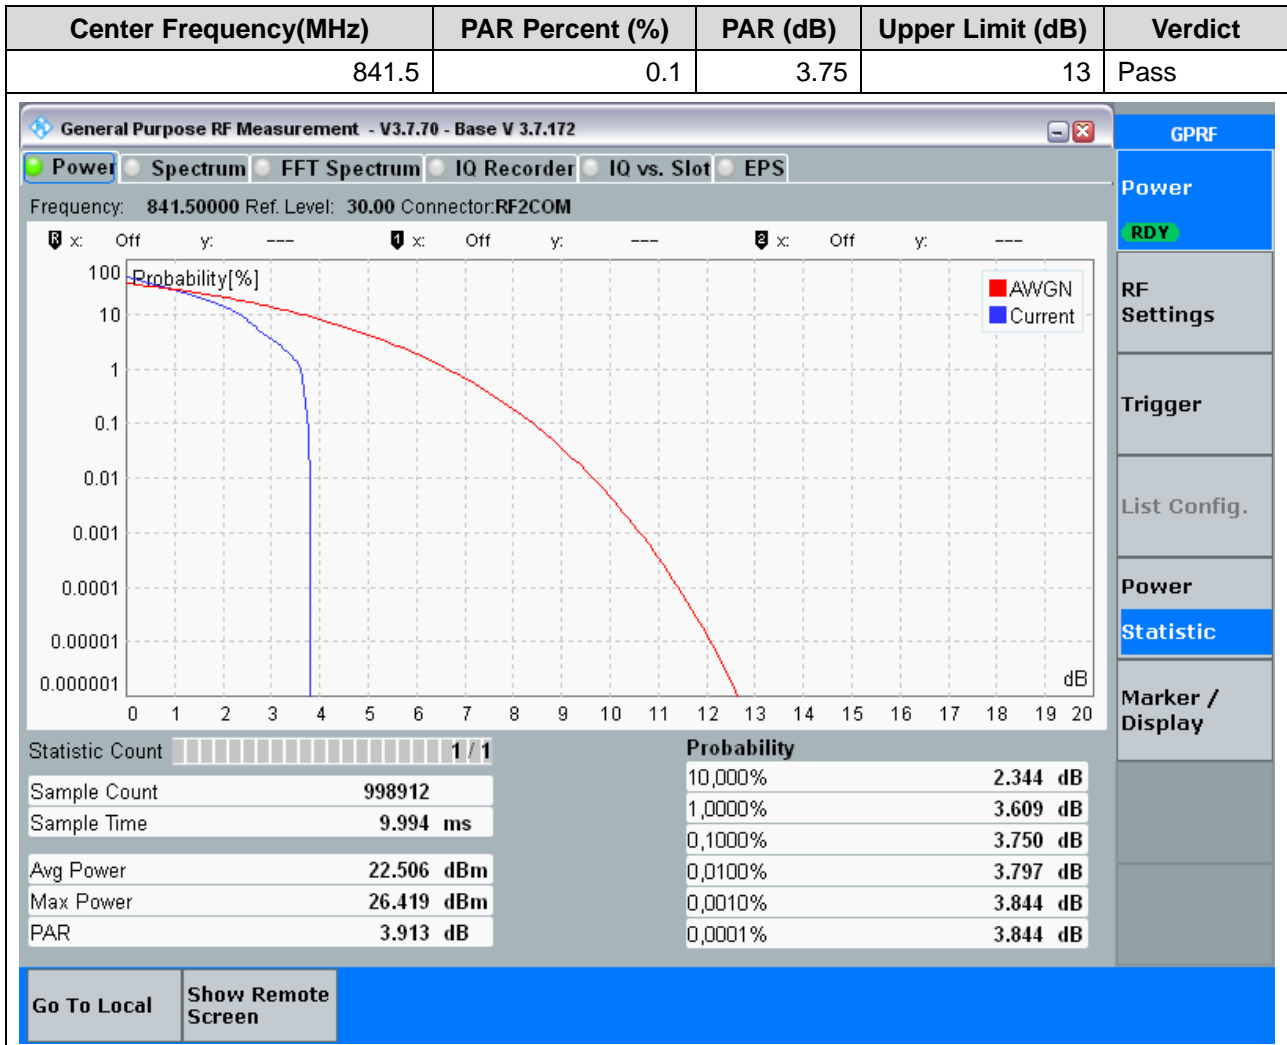 Center Frequency(MHz) PAR Percent (%) PAR (dB) Upper Limit (dB) Verdict
841.5 0.1 3.75 13 Pass
General Purpose RF Measurement - V3.7.70 - Base V 3.7.172
GPRF
Power Spectrum FFT Spectrum IQ Recorder IQ vs. Slot EPS
Power
RDY
Frequency: 841.50000 Ref. Level: 30.00 Connector:RF2COM
R x: Off y: --- 1 x: Off y: --- 2 x: Off y: ---
Probability[%]
AWGN
Current
100
10
1
0.1
0.01
0.001
0.0001
0.00001
0.000001
dB
0 1 2 3 4 5 6 7 8 9 10 11 12 13 14 15 16 17 18 19 20
RF
Settings
Trigger
List Config.
Power
Statistic
Marker /
Display
Statistic Count 1 / 1
Sample Count 998912
Sample Time 9.994 ms
Avg Power 22.506 dBm
Max Power 26.419 dBm
PAR 3.913 dB
Probability
10,000% 2.344 dB
1,0000% 3.609 dB
0,1000% 3.750 dB
0,0100% 3.797 dB
0,0010% 3.844 dB
0,0001% 3.844 dB
Go To Local
Show Remote
Screen